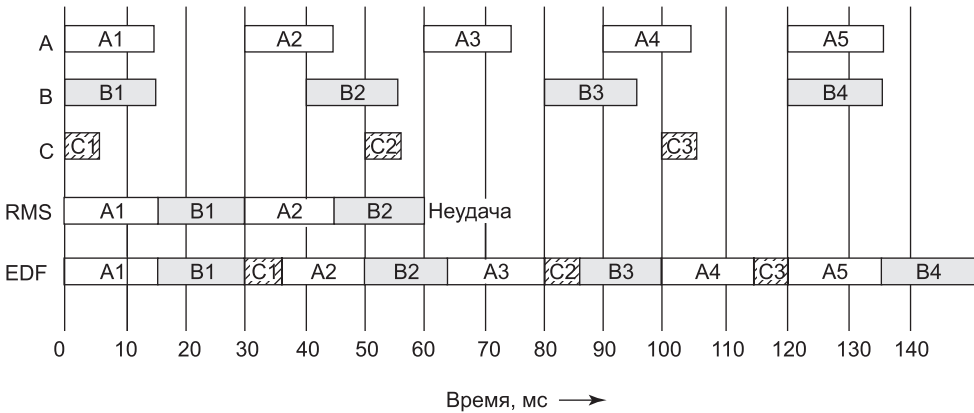 A A1 A2 A3 A4 A5
B B1 B2 B3 B4
C C1 C2 C3
RMS A1 B1 A2 B2 Неудача
EDF A1 B1 C1 A2 B2 A3 C2 B3 A4 C3 A5 B4
0 10 20 30 40 50 60 70 80 90 100 110 120 130 140
Время, мс